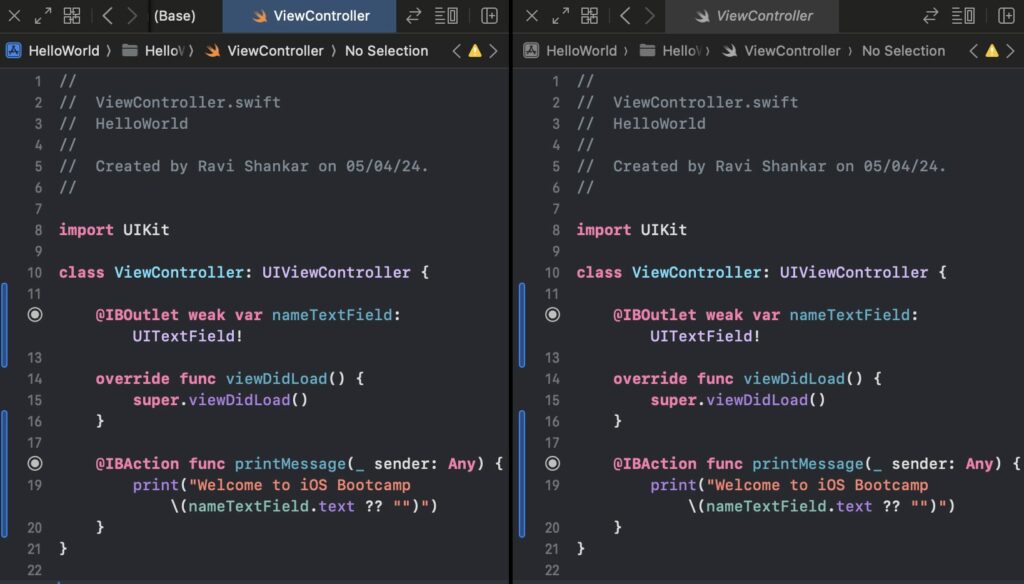 (Base) ViewController
HelloWorld 〉 HelloW 〉 ViewController 〉 No Selection
1 //
2 //  ViewController.swift
3 //  HelloWorld
4 //
5 //  Created by Ravi Shankar on 05/04/24.
6 //
7
8 import UIKit
9
10 class ViewController: UIViewController {
11
@IBOutlet weak var nameTextField:
UITextField!
13
14 override func viewDidLoad() {
15 super.viewDidLoad()
16 }
17
@IBAction func printMessage(_ sender: Any) {
19 print("Welcome to iOS Bootcamp
\(nameTextField.text ?? "")")
20 }
21 }
22
ViewController
HelloWorld 〉 HelloW 〉 ViewController 〉 No Selection
1 //
2 //  ViewController.swift
3 //  HelloWorld
4 //
5 //  Created by Ravi Shankar on 05/04/24.
6 //
7
8 import UIKit
9
10 class ViewController: UIViewController {
11
@IBOutlet weak var nameTextField:
UITextField!
13
14 override func viewDidLoad() {
15 super.viewDidLoad()
16 }
17
@IBAction func printMessage(_ sender: Any) {
19 print("Welcome to iOS Bootcamp
\(nameTextField.text ?? "")")
20 }
21 }
22